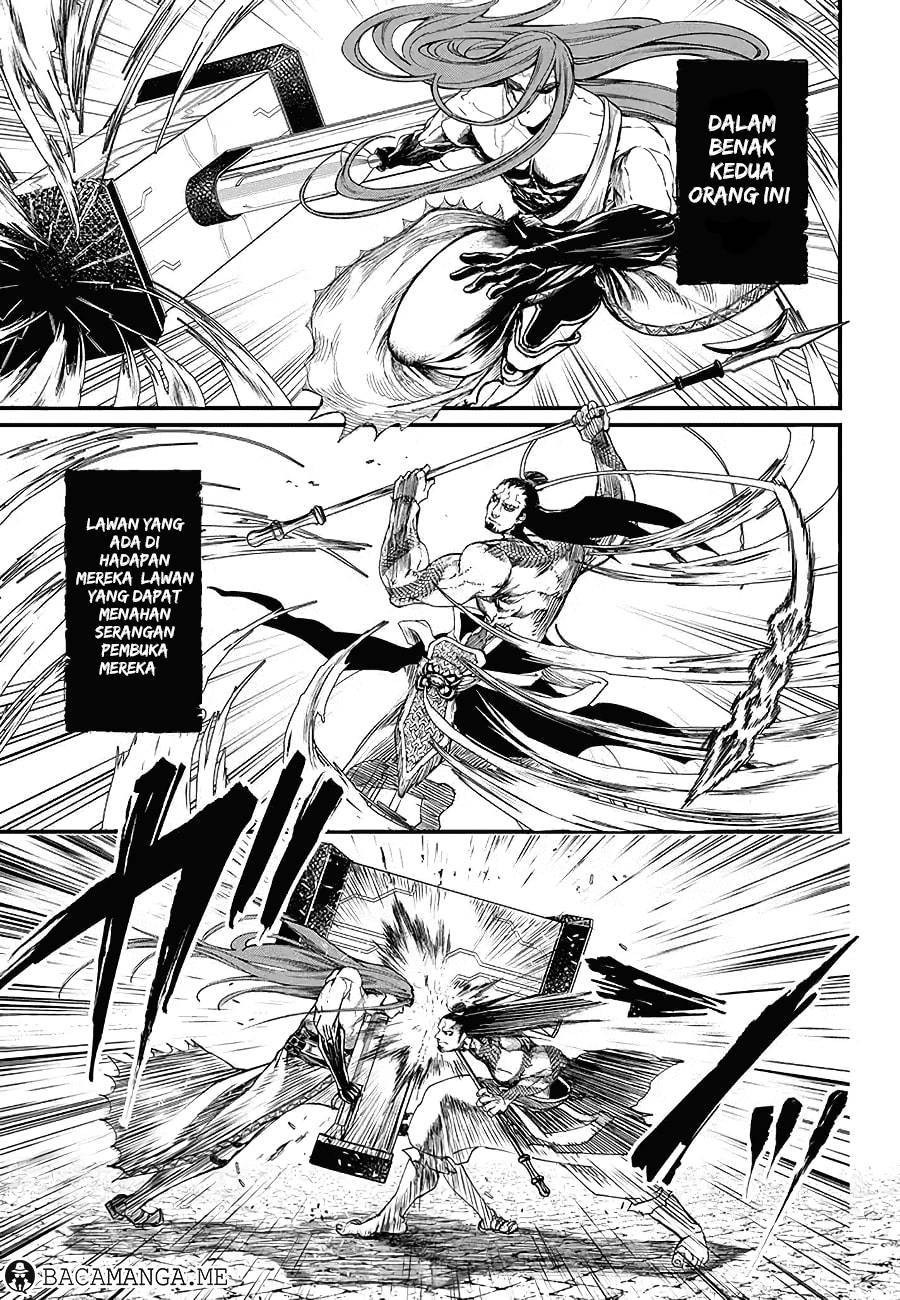 DALAM
BENAK
KEDUA
ORANG INI
LAWAN YANG
ADA DI
HADAPAN
MEREKA LAWAN
YANG DAPAT
MENAHAN
SERANGAN
PEMBUKA
MEREKA
BACAMANGA.ME